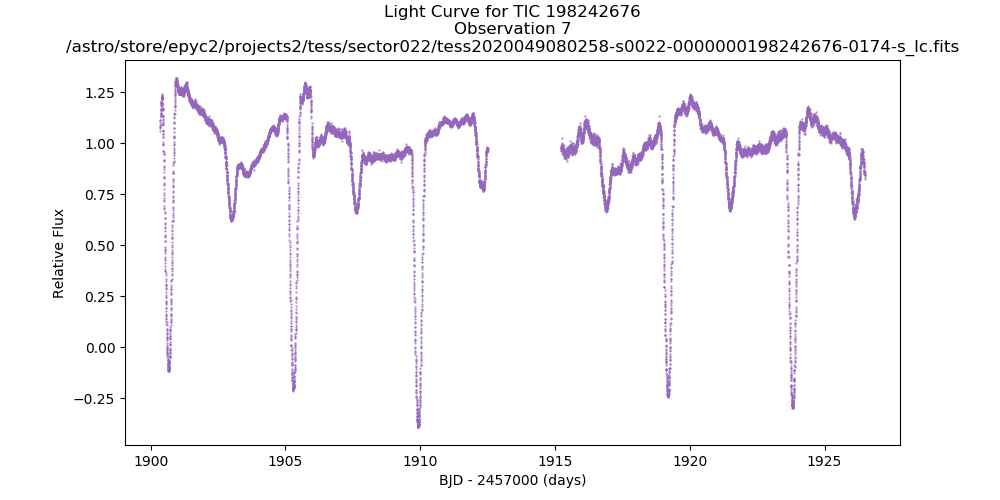 Light Curve for TIC 198242676
Observation 7
/astro/store/epyc2/projects2/tess/sector022/tess2020049080258-s0022-0000000198242676-0174-s_lc.fits
1.25
1.00
0.75
0.50
0.25
0.00
−0.25
Relative Flux
1900 1905 1910 1915 1920 1925
BJD - 2457000 (days)